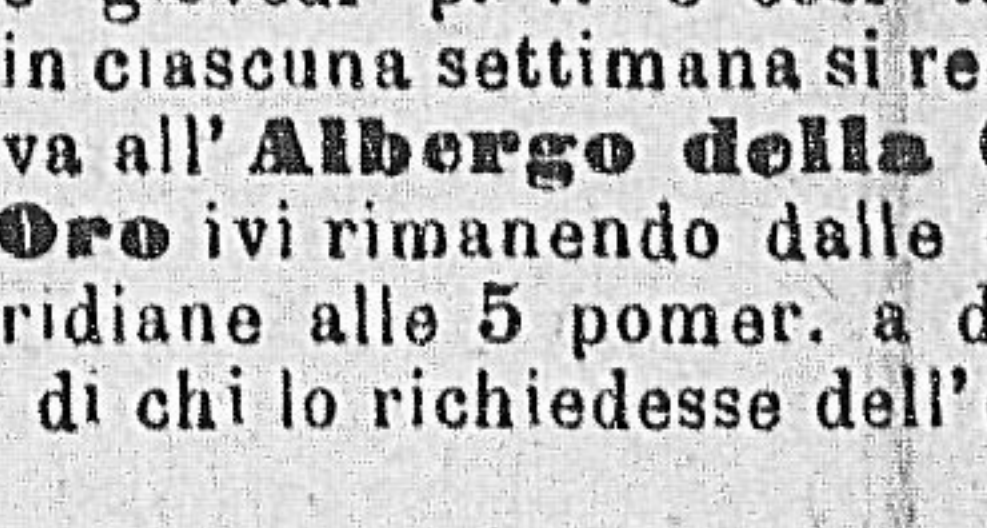 in ciascuna settimana si re
va all' Albergo della
Oro ivi rimanendo dalle
ridiane alle 5 pomer. a d
di chi lo richiedesse dell'